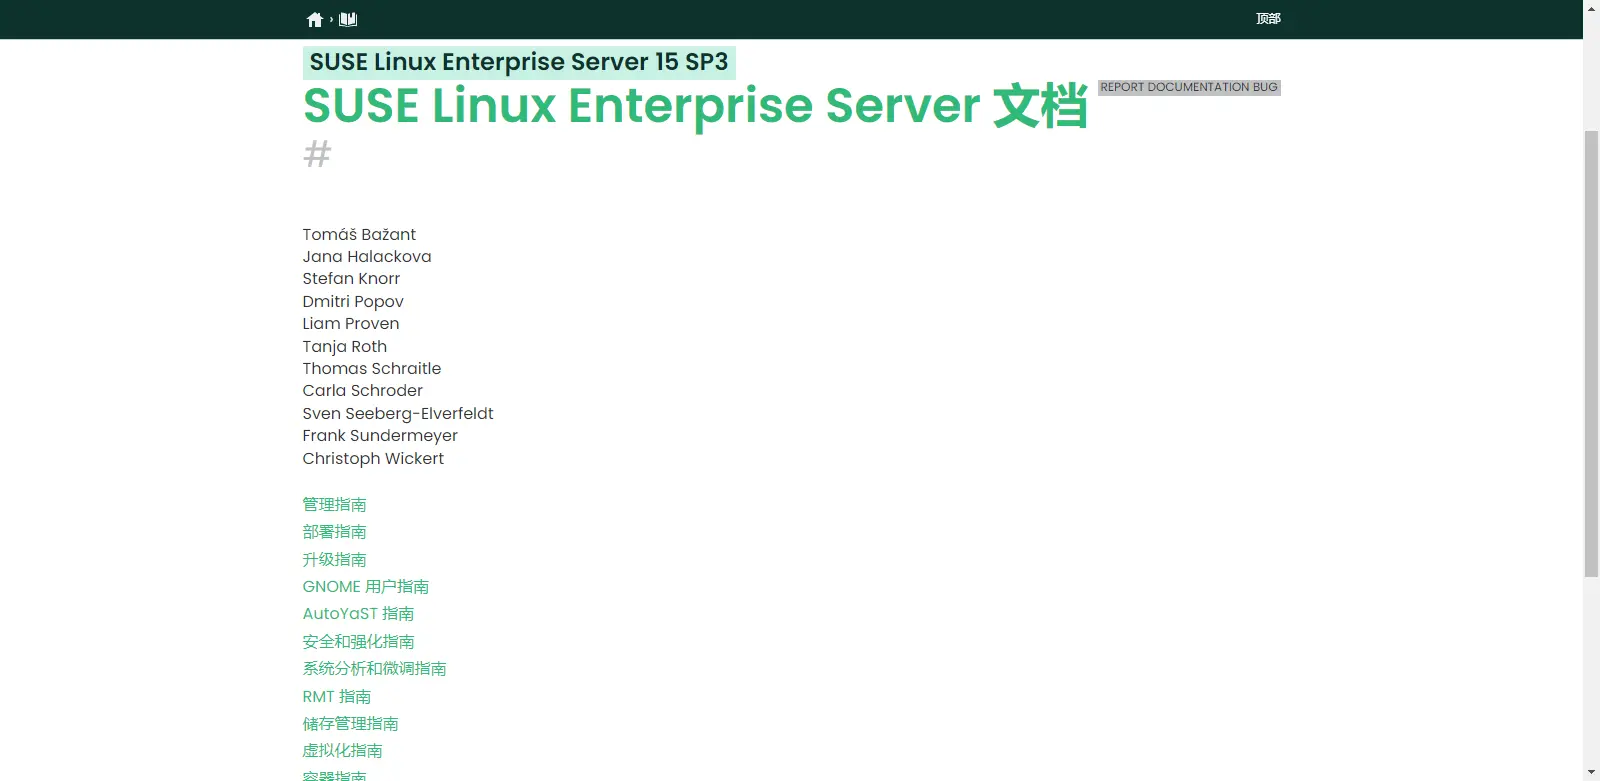 ›
顶部
SUSE Linux Enterprise Server 15 SP3
SUSE Linux Enterprise Server 文档
REPORT DOCUMENTATION BUG
#
Tomáš Bažant
Jana Halackova
Stefan Knorr
Dmitri Popov
Liam Proven
Tanja Roth
Thomas Schraitle
Carla Schroder
Sven Seeberg-Elverfeldt
Frank Sundermeyer
Christoph Wickert
管理指南
部署指南
升级指南
GNOME 用户指南
AutoYaST 指南
安全和强化指南
系统分析和微调指南
RMT 指南
储存管理指南
虚拟化指南
容器指南